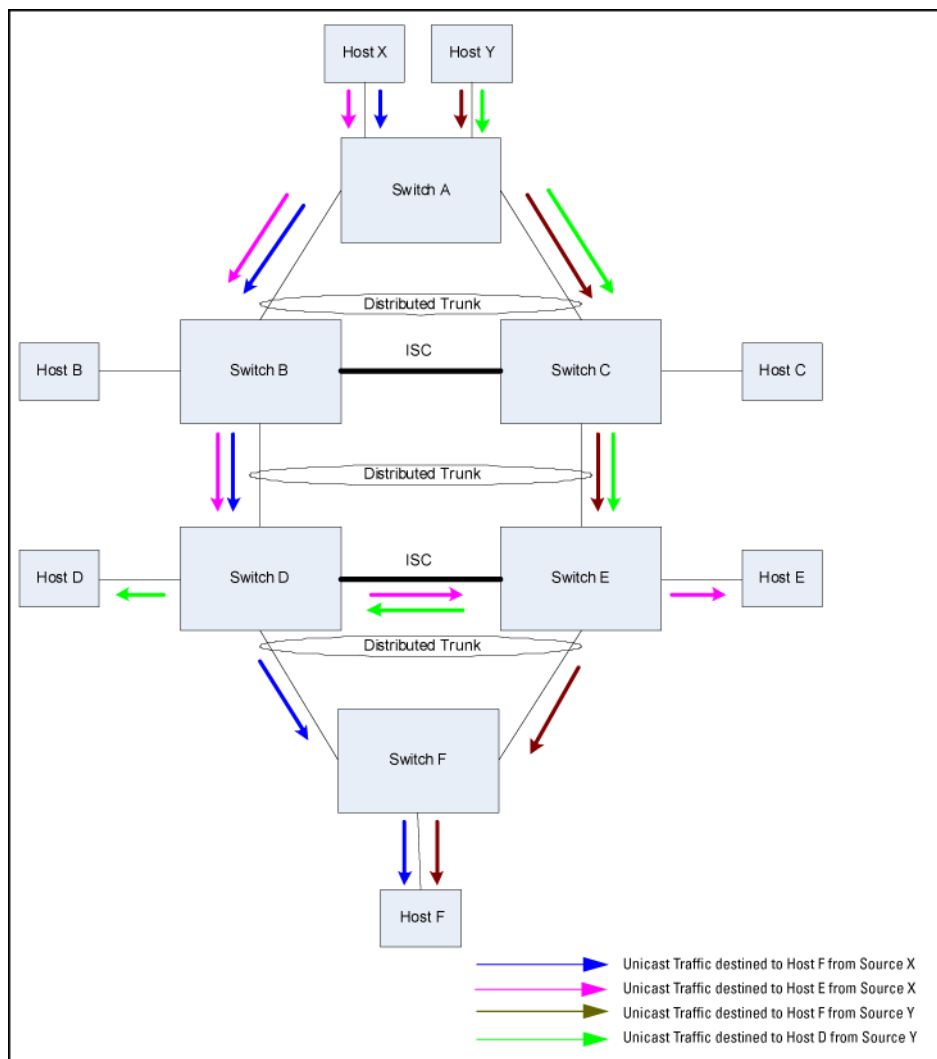 Host X
Host Y
Switch A
Distributed Trunk
Host B
Switch B
ISC
Switch C
Host C
Distributed Trunk
Host D
Switch D
ISC
Switch E
Host E
Distributed Trunk
Switch F
Host F
Unicast Traffic destined to Host F from Source X
Unicast Traffic destined to Host E from Source X
Unicast Traffic destined to Host F from Source Y
Unicast Traffic destined to Host D from Source Y